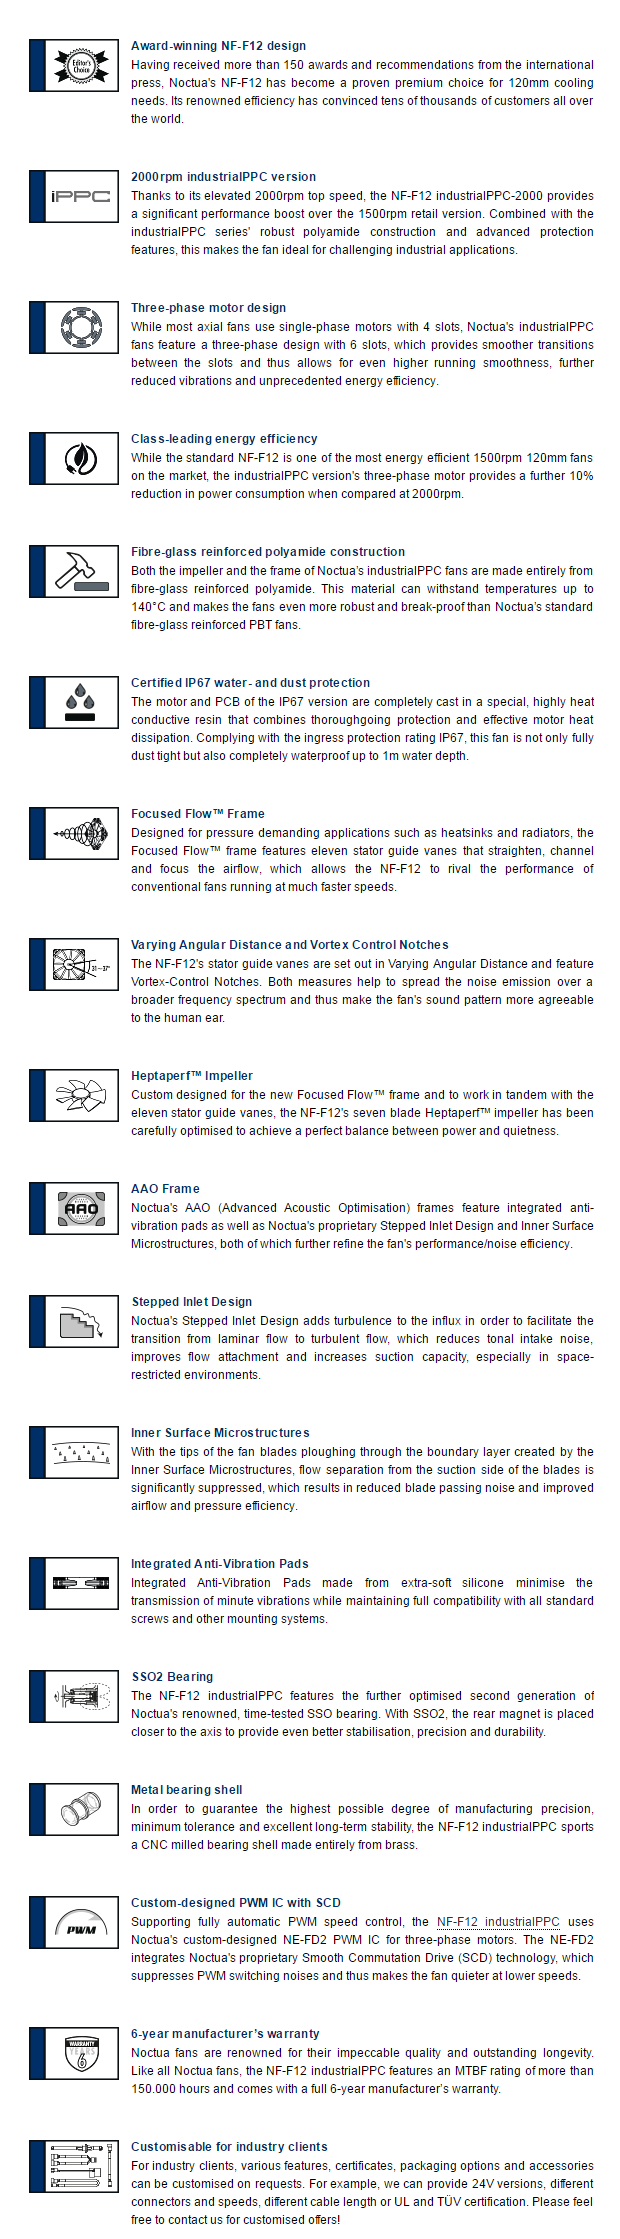 Award-winning NF-F12 design
Editor's
Choice
Having received more than 150 awards and recommendations from the international
press, Noctua's NF-F12 has become a proven premium choice for 120mm cooling
needs. Its renowned efficiency has convinced tens of thousands of customers all over
the world.
2000rpm industrialPPC version
iPPC
Thanks to its elevated 2000rpm top speed, the NF-F12 industrialPPC-2000 provides
a significant performance boost over the 1500rpm retail version. Combined with the
industrialPPC series' robust polyamide construction and advanced protection
features, this makes the fan ideal for challenging industrial applications.
Three-phase motor design
While most axial fans use single-phase motors with 4 slots, Noctua's industrialPPC
fans feature a three-phase design with 6 slots, which provides smoother transitions
between the slots and thus allows for even higher running smoothness, further
reduced vibrations and unprecedented energy efficiency.
Class-leading energy efficiency
While the standard NF-F12 is one of the most energy efficient 1500rpm 120mm fans
on the market, the industrialPPC version's three-phase motor provides a further 10%
reduction in power consumption when compared at 2000rpm.
Fibre-glass reinforced polyamide construction
Both the impeller and the frame of Noctua's industrialPPC fans are made entirely from
fibre-glass reinforced polyamide. This material can withstand temperatures up to
140°C and makes the fans even more robust and break-proof than Noctua's standard
fibre-glass reinforced PBT fans.
Certified IP67 water- and dust protection
The motor and PCB of the IP67 version are completely cast in a special, highly heat
conductive resin that combines thoroughgoing protection and effective motor heat
dissipation. Complying with the ingress protection rating IP67, this fan is not only fully
dust tight but also completely waterproof up to 1m water depth.
Focused Flow™ Frame
Designed for pressure demanding applications such as heatsinks and radiators, the
Focused Flow™ frame features eleven stator guide vanes that straighten, channel
and focus the airflow, which allows the NF-F12 to rival the performance of
conventional fans running at much faster speeds.
Varying Angular Distance and Vortex Control Notches
31~37°
The NF-F12's stator guide vanes are set out in Varying Angular Distance and feature
Vortex-Control Notches. Both measures help to spread the noise emission over a
broader frequency spectrum and thus make the fan's sound pattern more agreeable
to the human ear.
Heptaperf™ Impeller
Custom designed for the new Focused Flow™ frame and to work in tandem with the
eleven stator guide vanes, the NF-F12's seven blade Heptaperf™ impeller has been
carefully optimised to achieve a perfect balance between power and quietness.
AAO Frame
AAO
Noctua's AAO (Advanced Acoustic Optimisation) frames feature integrated anti-
vibration pads as well as Noctua's proprietary Stepped Inlet Design and Inner Surface
Microstructures, both of which further refine the fan's performance/noise efficiency.
Stepped Inlet Design
Noctua's Stepped Inlet Design adds turbulence to the influx in order to facilitate the
transition from laminar flow to turbulent flow, which reduces tonal intake noise,
improves flow attachment and increases suction capacity, especially in space-
restricted environments.
Inner Surface Microstructures
With the tips of the fan blades ploughing through the boundary layer created by the
Inner Surface Microstructures, flow separation from the suction side of the blades is
significantly suppressed, which results in reduced blade passing noise and improved
airflow and pressure efficiency.
Integrated Anti-Vibration Pads
Integrated Anti-Vibration Pads made from extra-soft silicone minimise the
transmission of minute vibrations while maintaining full compatibility with all standard
screws and other mounting systems.
SSO2 Bearing
The NF-F12 industrialPPC features the further optimised second generation of
Noctua's renowned, time-tested SSO bearing. With SSO2, the rear magnet is placed
closer to the axis to provide even better stabilisation, precision and durability.
Metal bearing shell
In order to guarantee the highest possible degree of manufacturing precision,
minimum tolerance and excellent long-term stability, the NF-F12 industrialPPC sports
a CNC milled bearing shell made entirely from brass.
Custom-designed PWM IC with SCD
PWM
Supporting fully automatic PWM speed control, the NF-F12 industrialPPC uses
Noctua's custom-designed NE-FD2 PWM IC for three-phase motors. The NE-FD2
integrates Noctua's proprietary Smooth Commutation Drive (SCD) technology, which
suppresses PWM switching noises and thus makes the fan quieter at lower speeds.
6-year manufacturer's warranty
WARRANTY
YEARS
6
Noctua fans are renowned for their impeccable quality and outstanding longevity.
Like all Noctua fans, the NF-F12 industrialPPC features an MTBF rating of more than
150.000 hours and comes with a full 6-year manufacturer's warranty.
Customisable for industry clients
For industry clients, various features, certificates, packaging options and accessories
can be customised on requests. For example, we can provide 24V versions, different
connectors and speeds, different cable length or UL and TÜV certification. Please feel
free to contact us for customised offers!